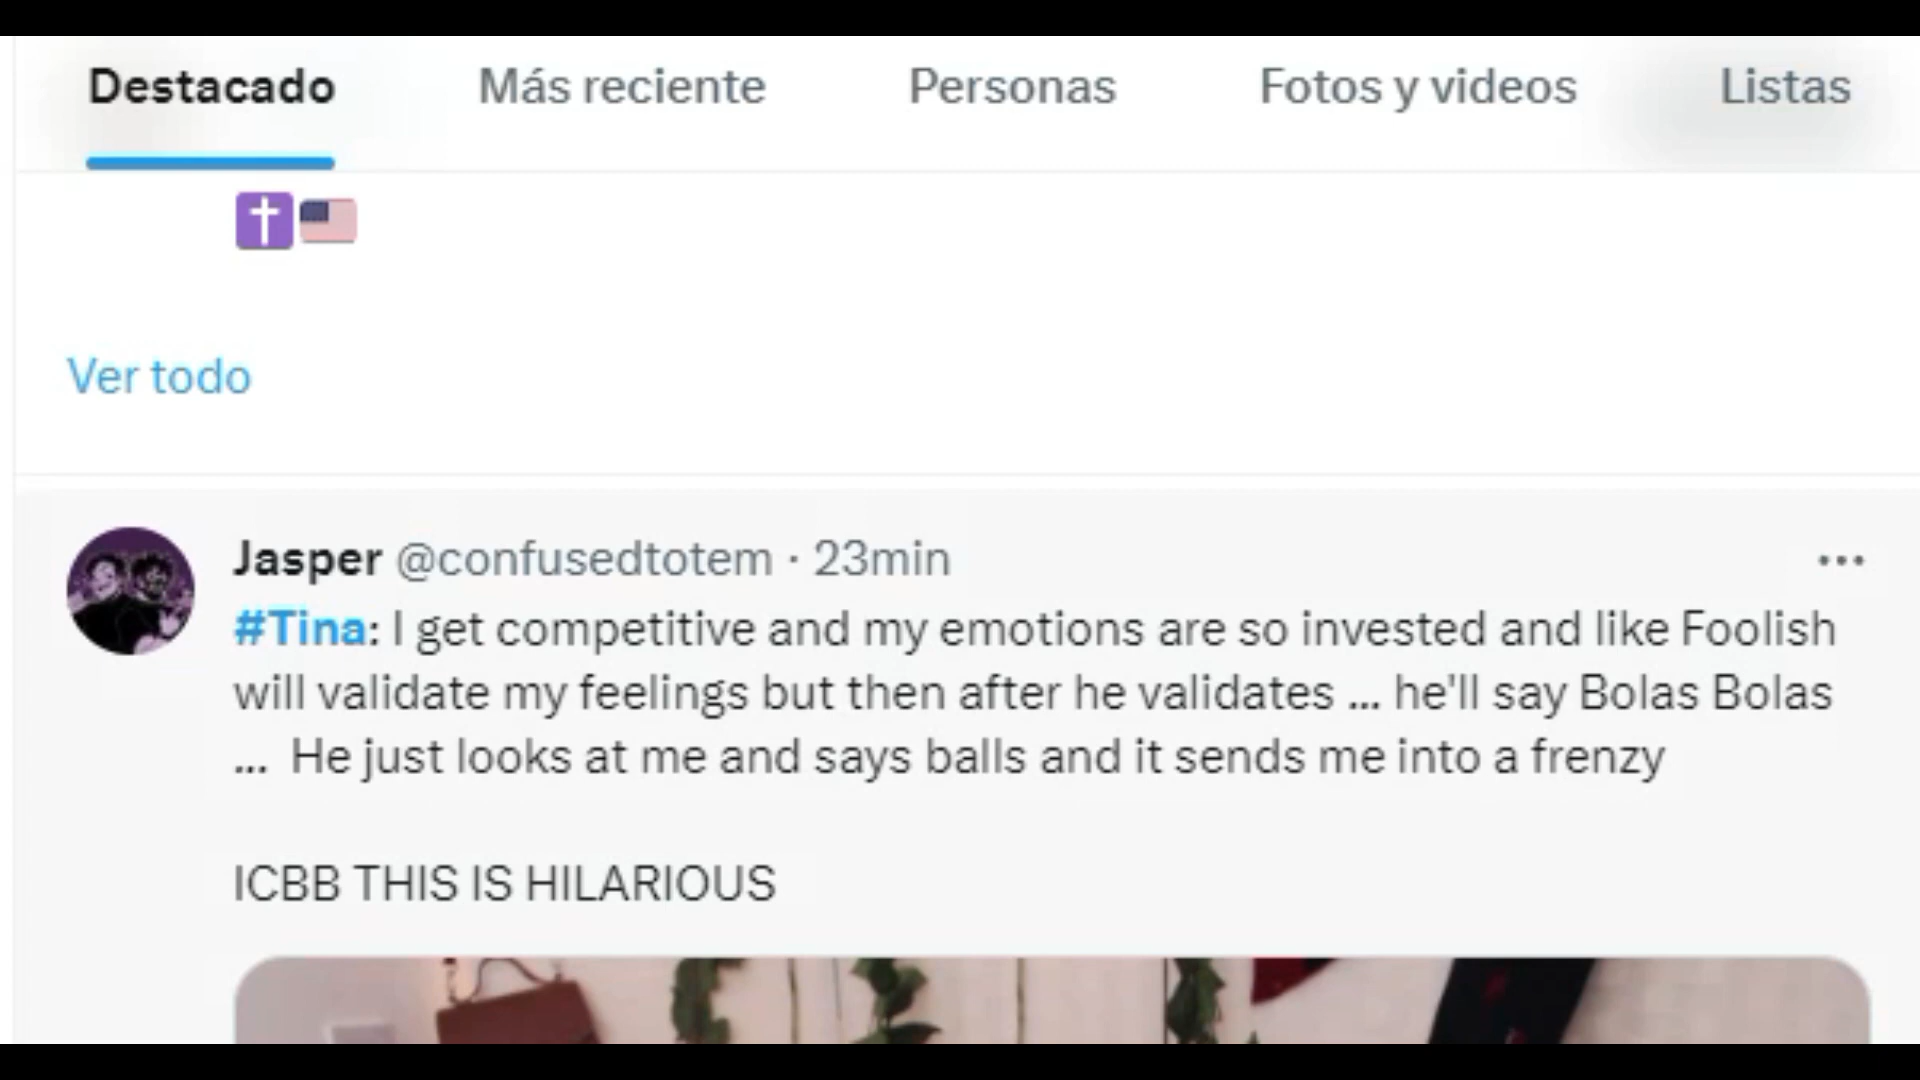 Destacado Más reciente Personas Fotos y videos Listas
✝️🇺🇸
Ver todo
Jasper @confusedtotem · 23min
#Tina: I get competitive and my emotions are so invested and like Foolish
will validate my feelings but then after he validates ... he'll say Bolas Bolas
... He just looks at me and says balls and it sends me into a frenzy
ICBB THIS IS HILARIOUS